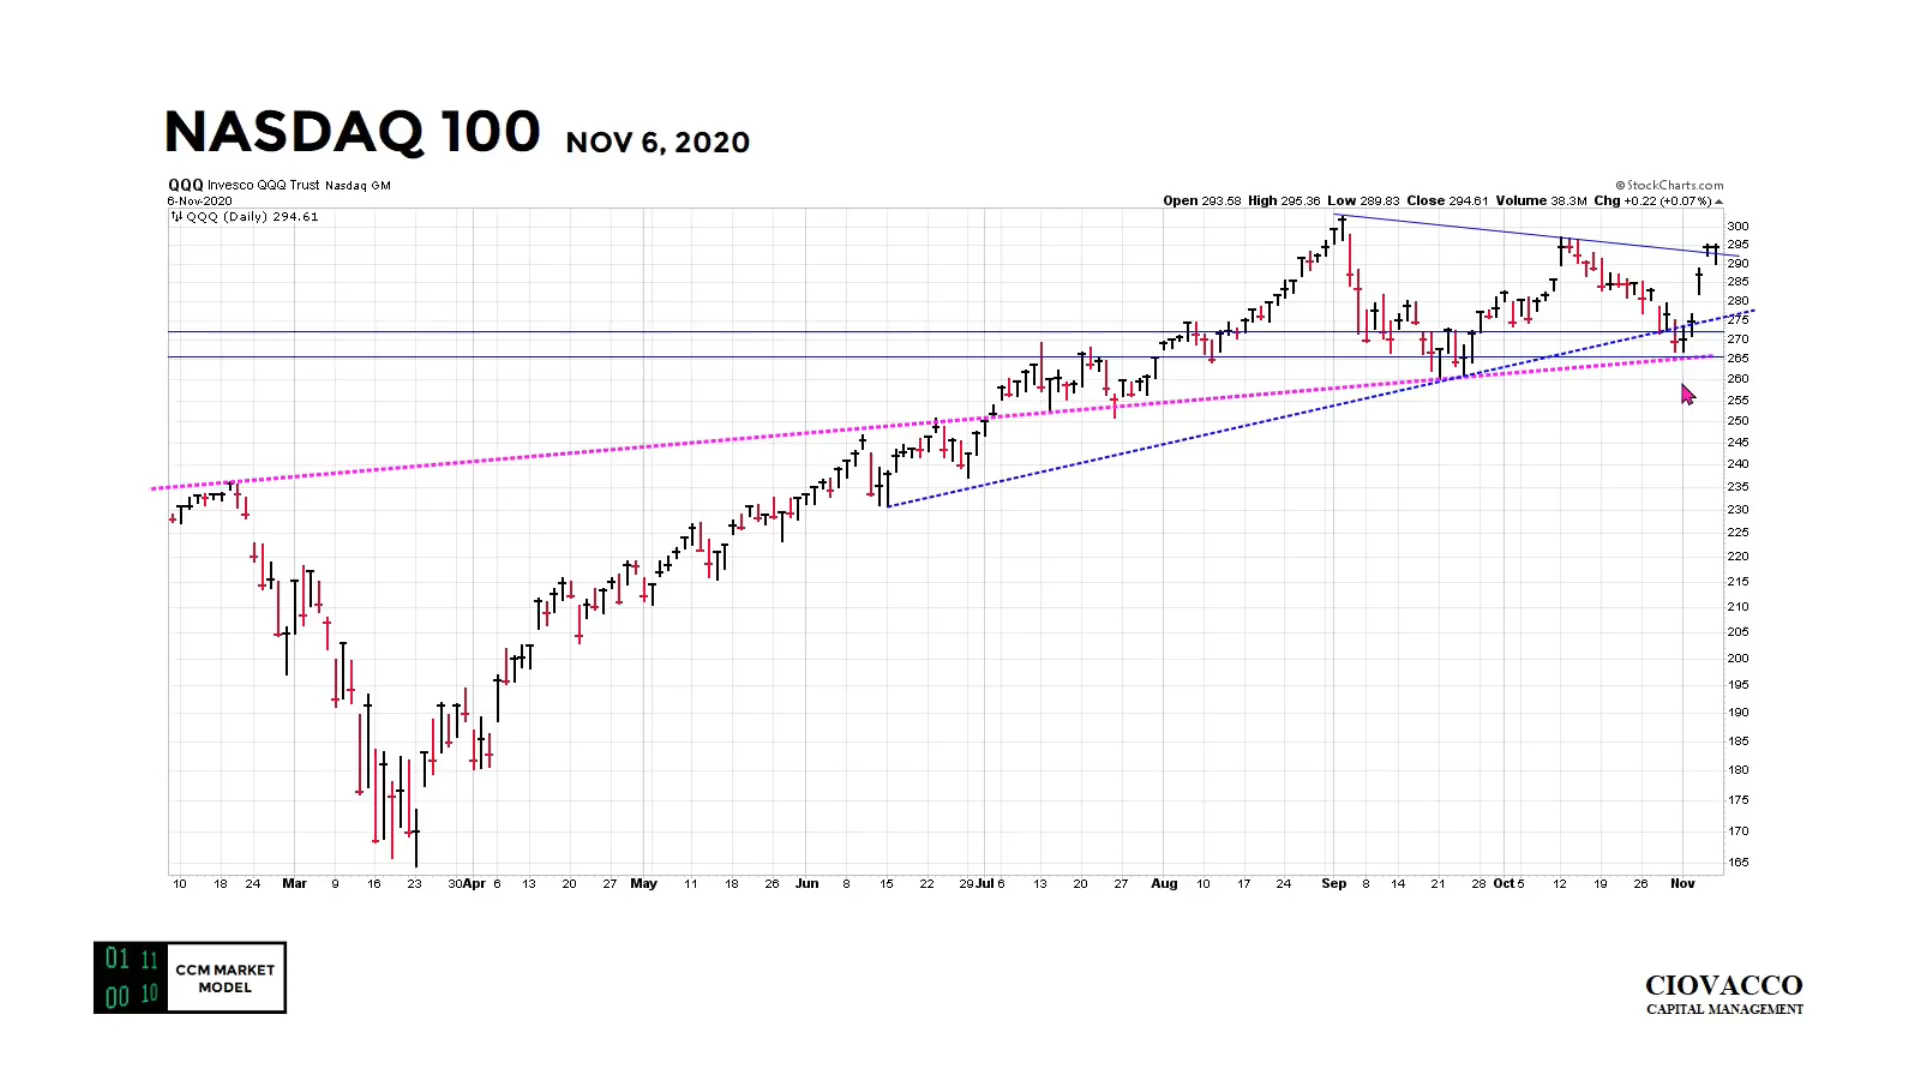 NASDAQ 100 NOV 6, 2020
QQQ Invesco QQQ Trust Nasdaq GM
© StockCharts.com
6-Nov-2020
Open 293.58 High 295.36 Low 289.83 Close 294.61 Volume 38.3M Chg +0.22 (+0.07%)
QQQ (Daily) 294.61
300
295
290
285
280
275
270
265
260
255
250
245
240
235
230
225
220
215
210
205
200
195
190
185
180
175
170
165
10 18 24 Mar 9 16 23 30 Apr 6 13 20 27 May 11 18 26 Jun 8 15 22 29 Jul 6 13 20 27 Aug 10 17 24 Sep 8 14 21 28 Oct 5 12 19 26 Nov
01 11
00 10
CCM MARKET
MODEL
CIOVACCO
CAPITAL MANAGEMENT